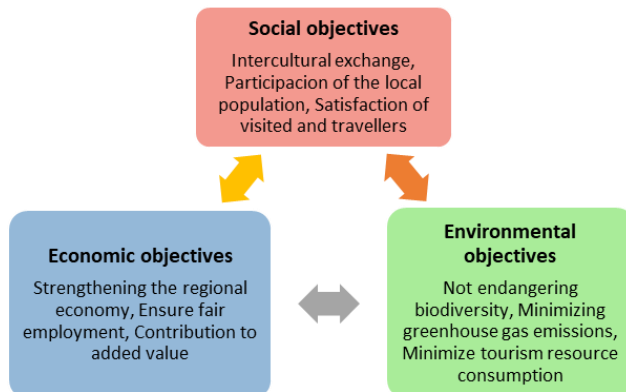 Social objectives
Intercultural exchange,
Participacion of the local
population, Satisfaction of
visited and travellers
Economic objectives
Strengthening the regional
economy, Ensure fair
employment, Contribution to
added value
Environmental
objectives
Not endangering
biodiversity, Minimizing
greenhouse gas emissions,
Minimize tourism resource
consumption